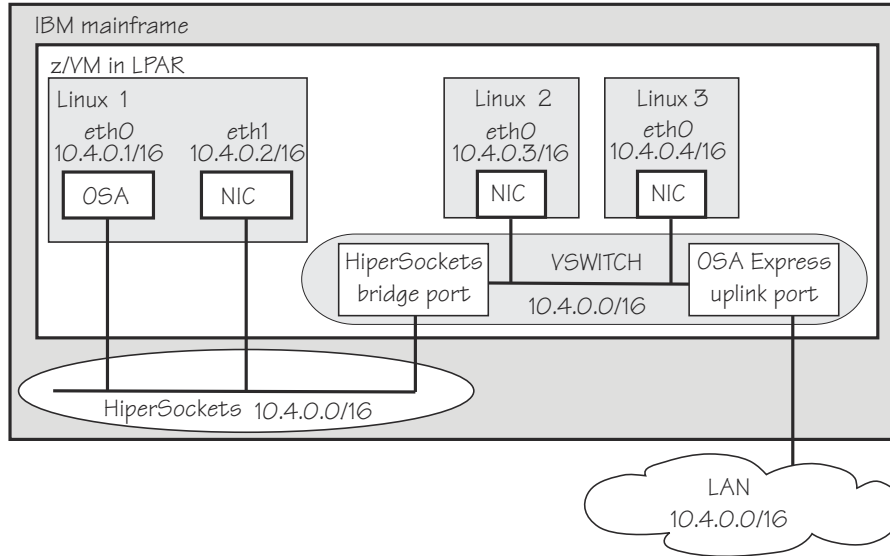 IBM mainframe
z/VM in LPAR
Linux 1
eth0
10.4.0.1/16
OSA
eth1
10.4.0.2/16
NIC
Linux 2
eth0
10.4.0.3/16
NIC
Linux 3
eth0
10.4.0.4/16
NIC
HiperSockets
bridge port
VSWITCH
10.4.0.0/16
OSA Express
uplink port
HiperSockets 10.4.0.0/16
LAN
10.4.0.0/16